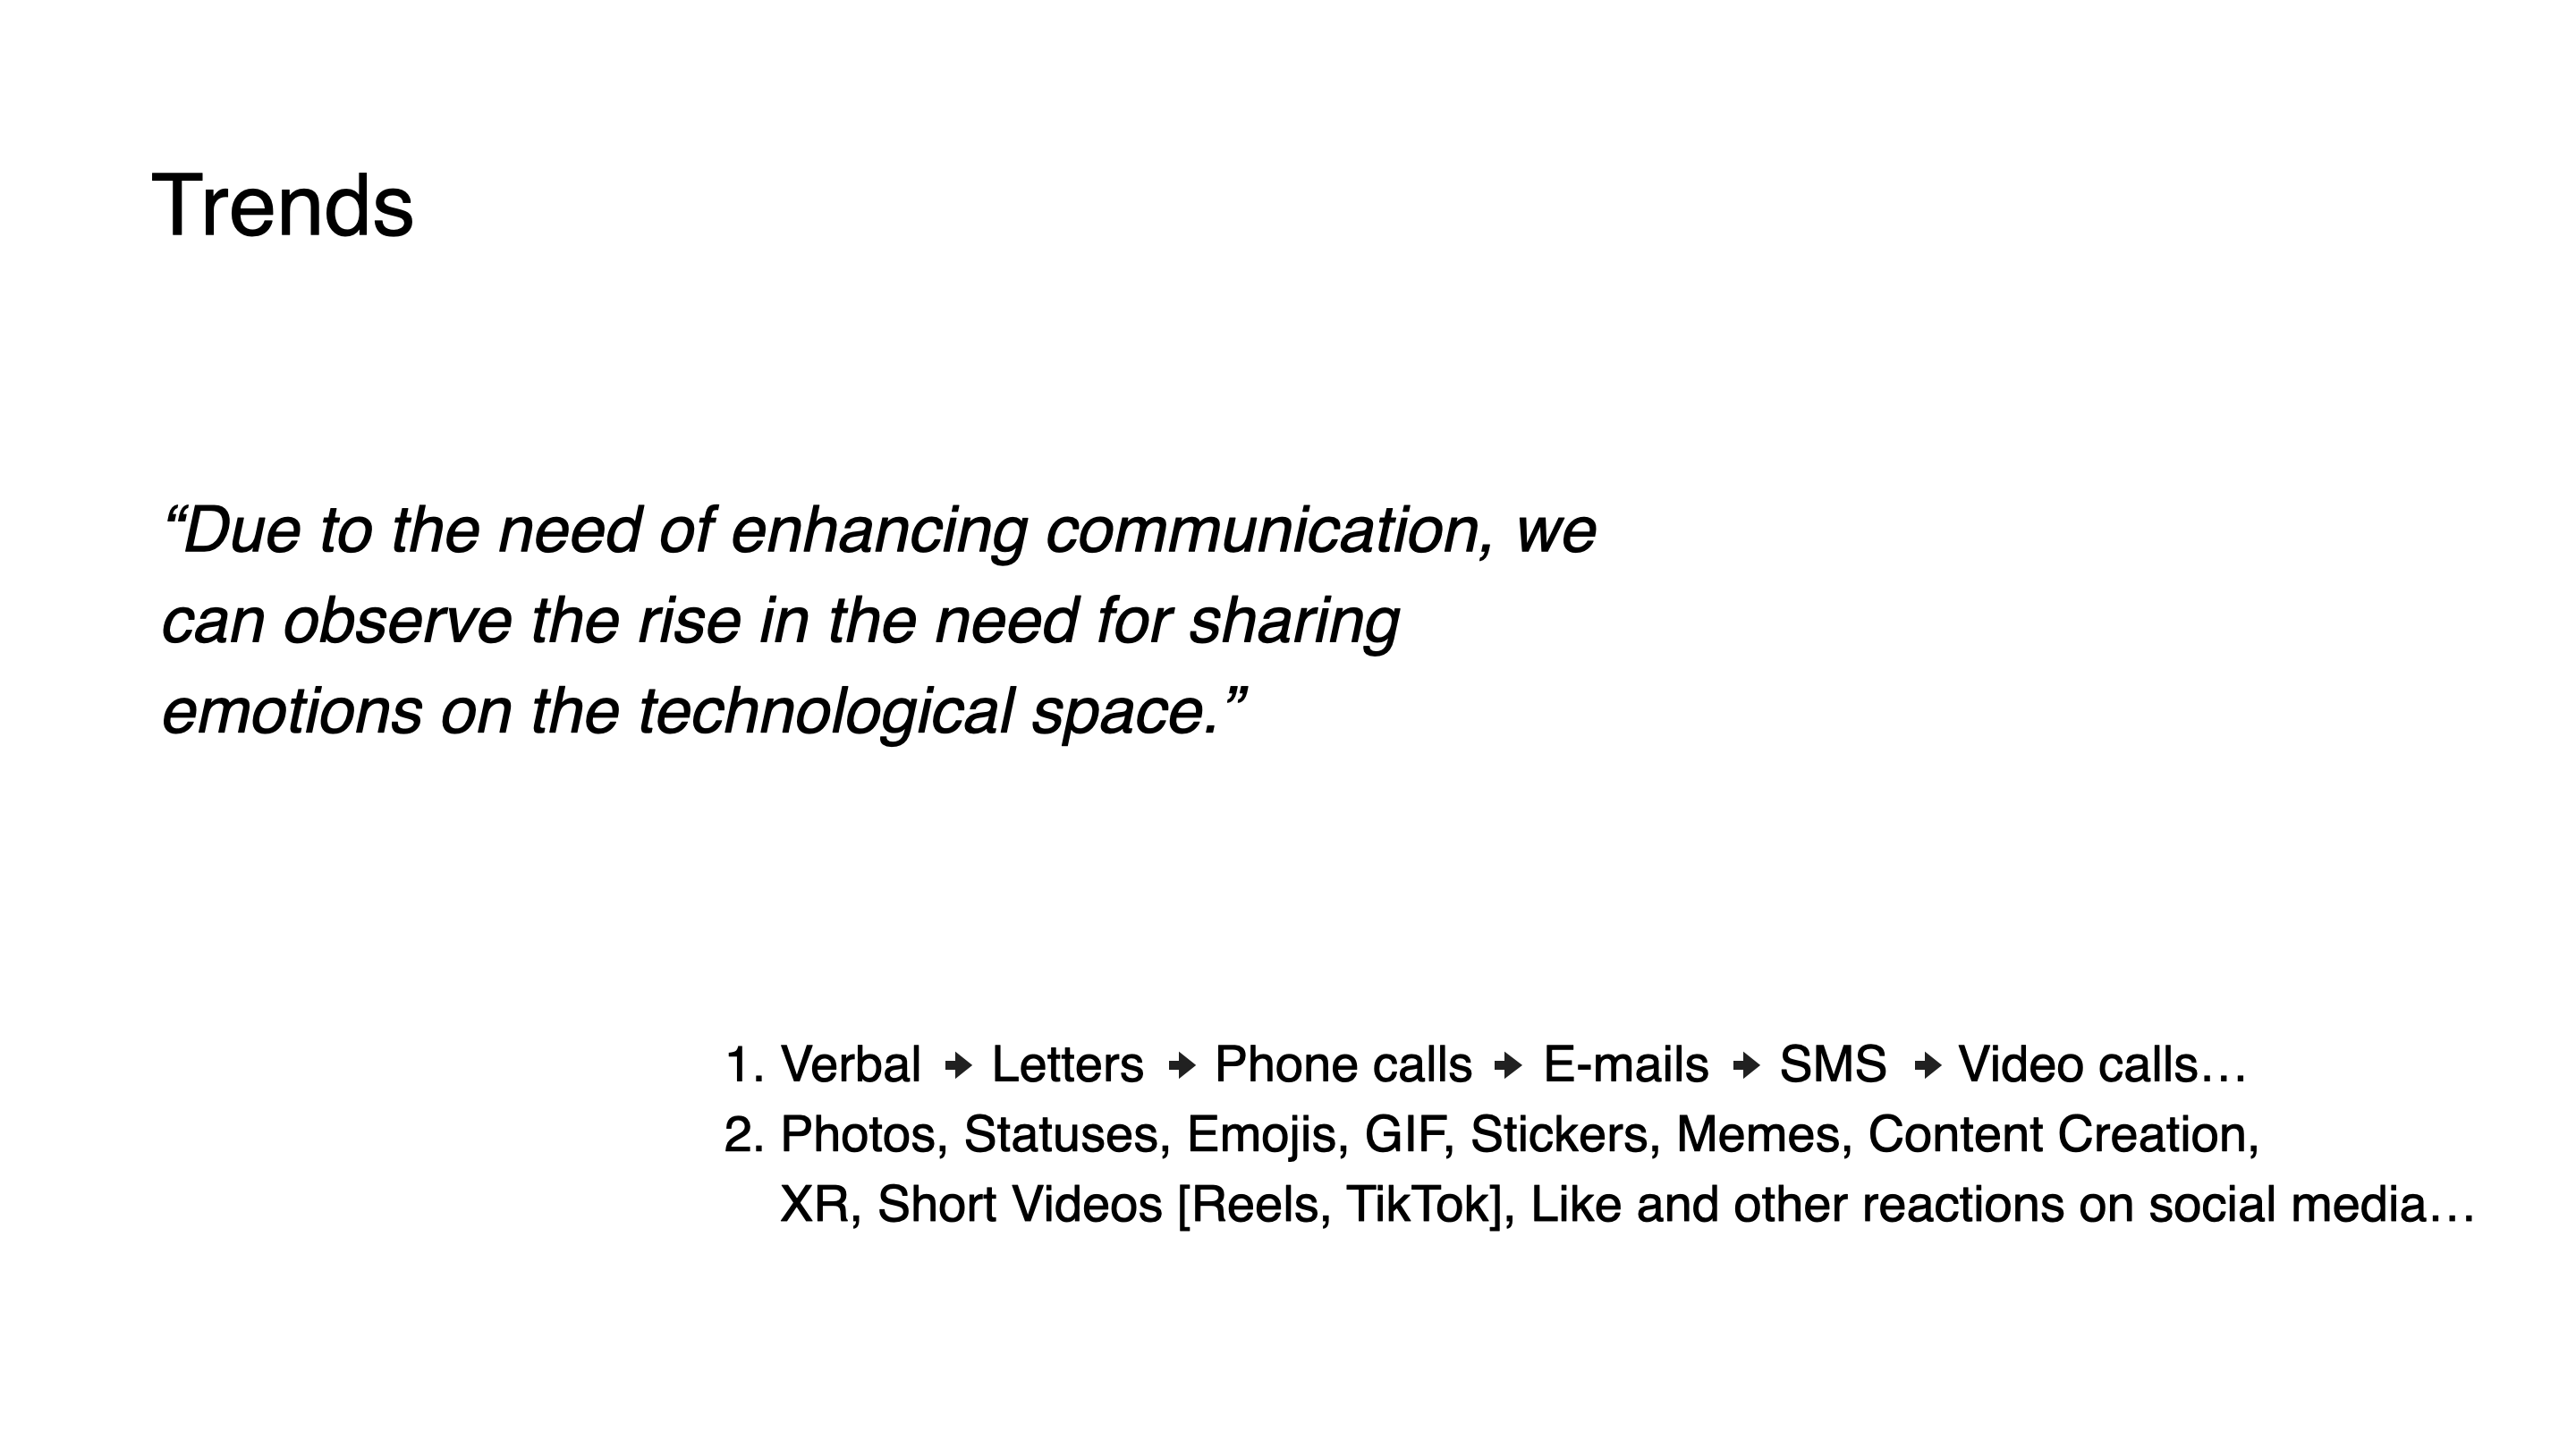 Trends
“Due to the need of enhancing communication, we
can observe the rise in the need for sharing
emotions on the technological space.”
1. Verbal → Letters → Phone calls → E-mails → SMS → Video calls…
2. Photos, Statuses, Emojis, GIF, Stickers, Memes, Content Creation,
XR, Short Videos [Reels, TikTok], Like and other reactions on social media…